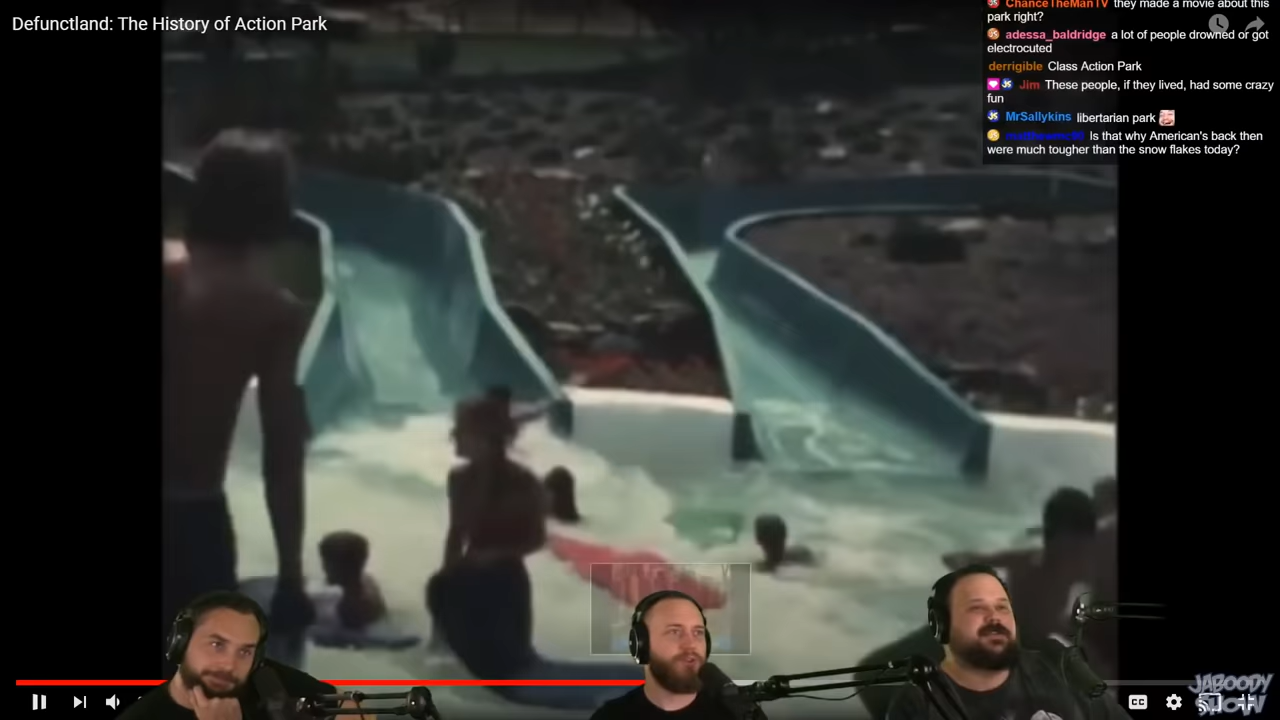 Defunctland: The History of Action Park
ChanceTheManTV they made a movie about this
park right?
adessa_baldridge a lot of people drowned or got
electrocuted
derrigible Class Action Park
Jim These people, if they lived, had some crazy
fun
MrSallykins libertarian park
Is that why American's back then
were much tougher than the snow flakes today?
CC
JABOODY
SHOW